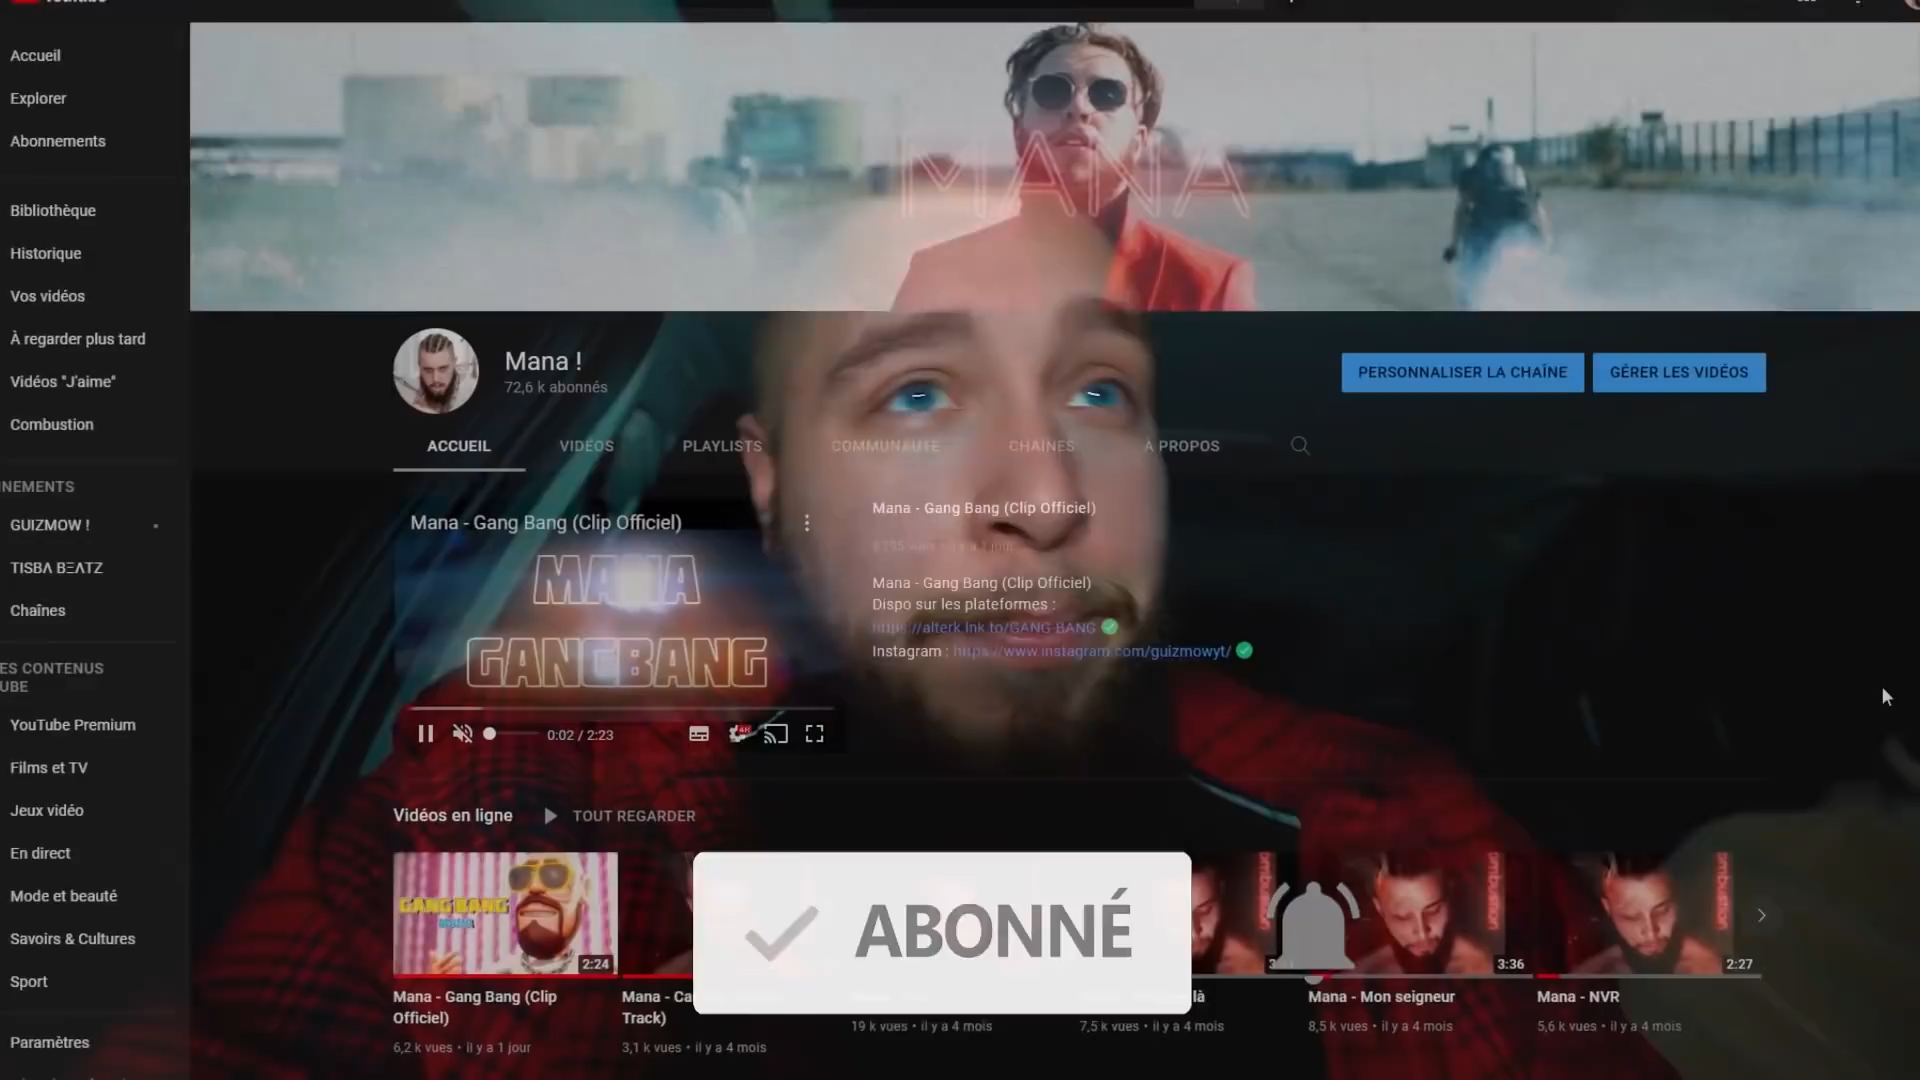 Accueil
Explorer
Abonnements
Bibliothèque
Historique
Vos vidéos
À regarder plus tard
Vidéos "J'aime"
Combustion
NEMENTS
GUIZMOW !
TISBA BΞATZ
Chaînes
ES CONTENUS
UBE
YouTube Premium
Films et TV
Jeux vidéo
En direct
Mode et beauté
Savoirs & Cultures
Sport
Paramètres
MANA
Mana !
72,6 k abonnés
PERSONNALISER LA CHAÎNE
GÉRER LES VIDÉOS
ACCUEIL
VIDÉOS
PLAYLISTS
COMMUNAUTÉ
CHAÎNES
À PROPOS
Mana - Gang Bang (Clip Officiel)
MANA
GANGBANG
0:02 / 2:23
4K
Mana - Gang Bang (Clip Officiel)
Mana - Gang Bang (Clip Officiel)
Dispo sur les plateformes :
https://alterk.lnk.to/GANG-BANG
Instagram : https://www.instagram.com/guizmowyt/
Vidéos en ligne
TOUT REGARDER
GANG BANG
2:24
Mana - Gang Bang (Clip
Officiel)
6,2 k vues • il y a 1 jour
Mana - Ca
Track)
3,1 k vues • il y a 4 mois
ABONNÉ
19 k vues • il y a 4 mois
là
7,5 k vues • il y a 4 mois
3:36
Mana - Mon seigneur
8,5 k vues • il y a 4 mois
2:27
Mana - NVR
5,6 k vues • il y a 4 mois